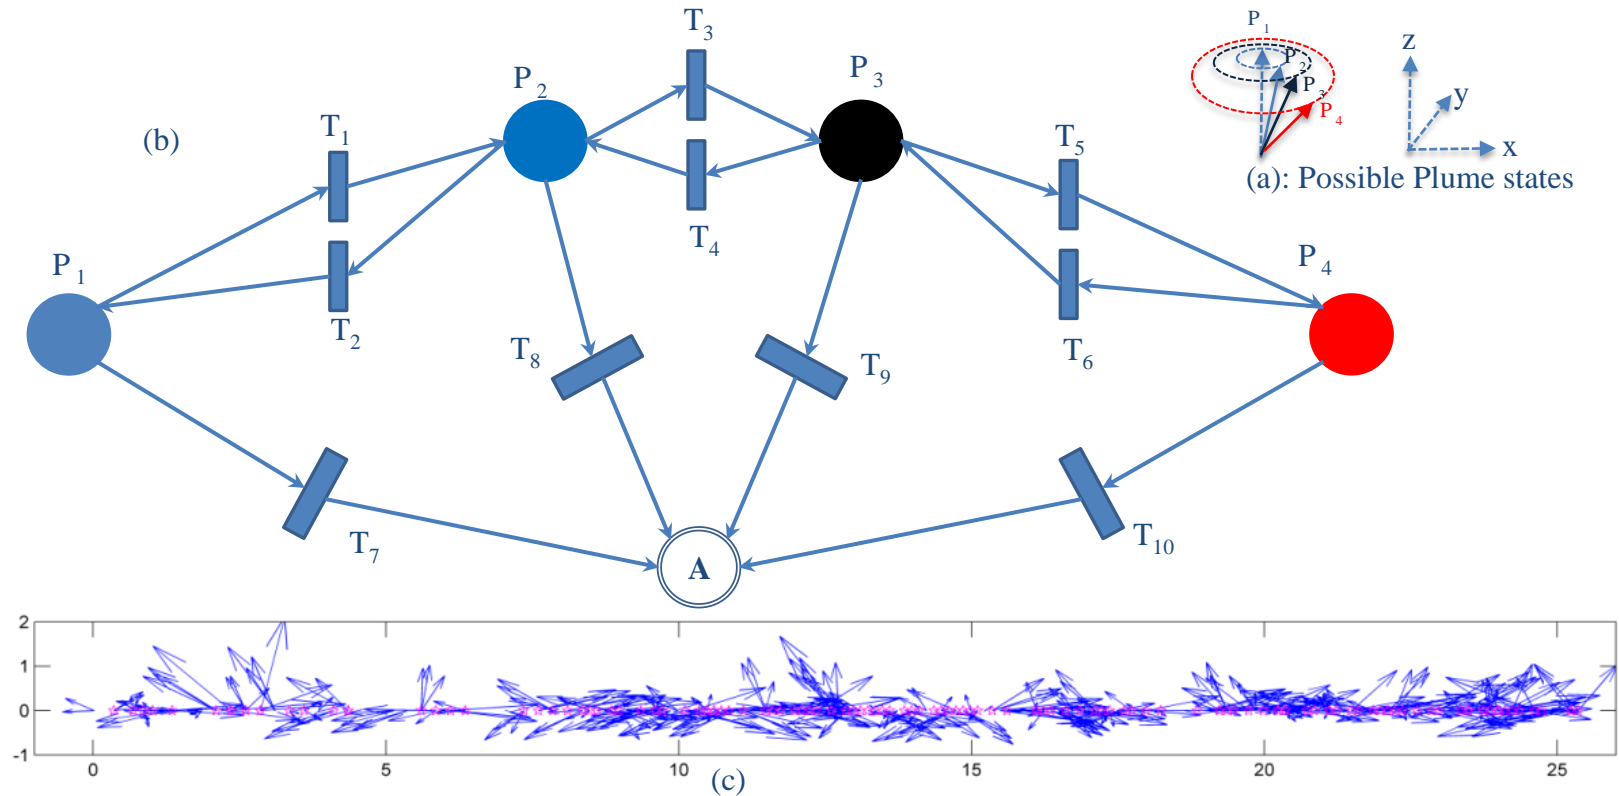 T3
P1
P2
P3
z
P2
P3
P4
y
T1
(b)
T5
x
(a): Possible Plume states
T4
P1
P4
T2
T8
T9
T6
T7
T10
A
2
1
0
-1
0 5 10 15 20 25
(c)